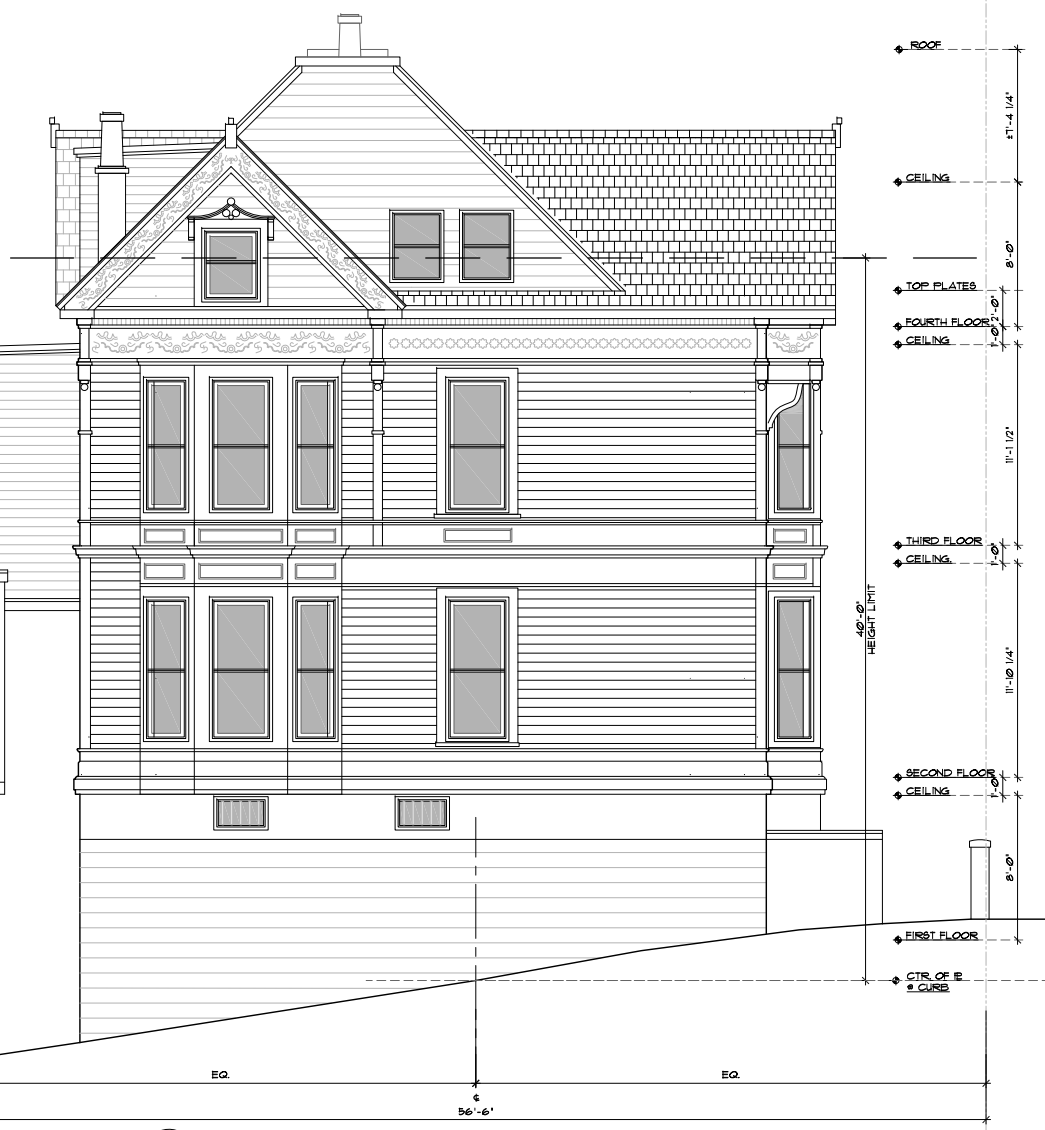 ROOF
±7'-4 1/4"
CEILING
8'-0"
TOP PLATES
2'-0"
FOURTH FLOOR
1'-0"
CEILING
11'-1 1/2"
THIRD FLOOR
1'-0"
CEILING.
40'-0"
HEIGHT LIMIT
11'-10 1/4"
SECOND FLOOR
1'-0"
CEILING
8'-0"
FIRST FLOOR
CTR. OF ⅊
@ CURB
EQ.
EQ.
℄
56'-6"